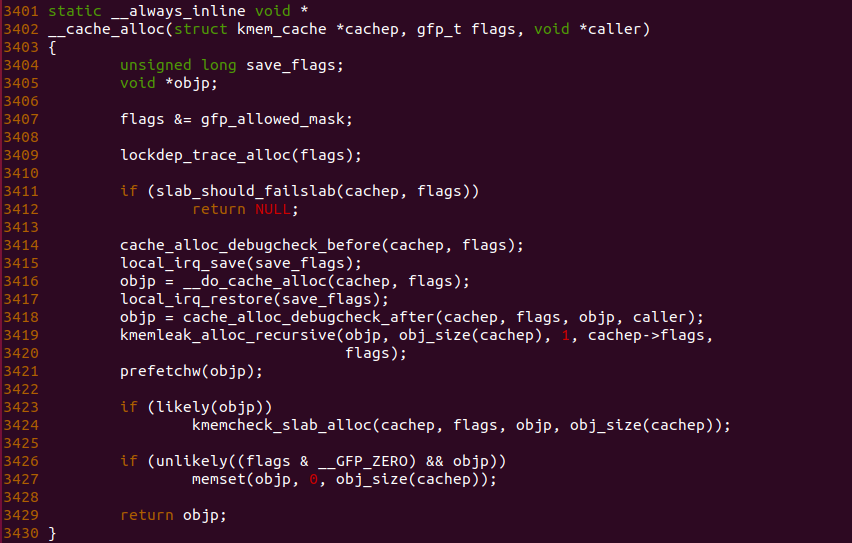 3401 static __always_inline void *
3402 __cache_alloc(struct kmem_cache *cachep, gfp_t flags, void *caller)
3403 {
3404         unsigned long save_flags;
3405         void *objp;
3406
3407         flags &= gfp_allowed_mask;
3408
3409         lockdep_trace_alloc(flags);
3410
3411         if (slab_should_failslab(cachep, flags))
3412                 return NULL;
3413
3414         cache_alloc_debugcheck_before(cachep, flags);
3415         local_irq_save(save_flags);
3416         objp = __do_cache_alloc(cachep, flags);
3417         local_irq_restore(save_flags);
3418         objp = cache_alloc_debugcheck_after(cachep, flags, objp, caller);
3419         kmemleak_alloc_recursive(objp, obj_size(cachep), 1, cachep->flags,
3420                                  flags);
3421         prefetchw(objp);
3422
3423         if (likely(objp))
3424                 kmemcheck_slab_alloc(cachep, flags, objp, obj_size(cachep));
3425
3426         if (unlikely((flags & __GFP_ZERO) && objp))
3427                 memset(objp, 0, obj_size(cachep));
3428
3429         return objp;
3430 }